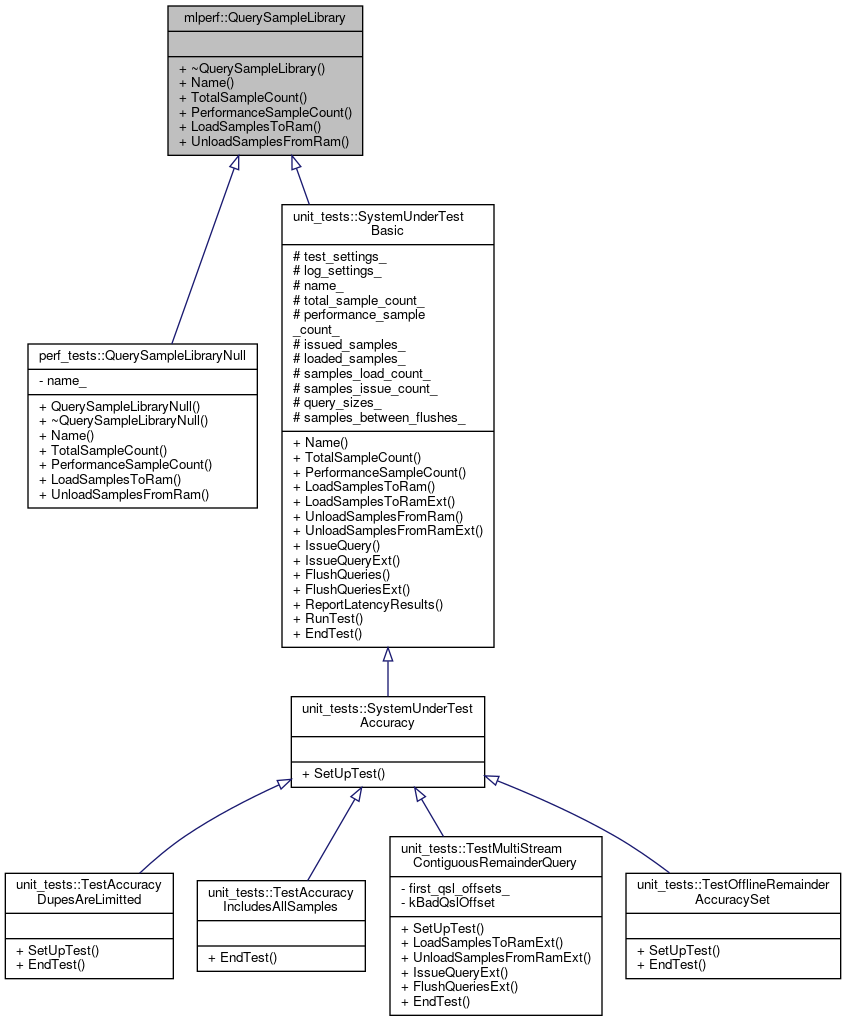 mlperf::QuerySampleLibrary
+ ~QuerySampleLibrary()
+ Name()
+ TotalSampleCount()
+ PerformanceSampleCount()
+ LoadSamplesToRam()
+ UnloadSamplesFromRam()
perf_tests::QuerySampleLibraryNull
- name_
+ QuerySampleLibraryNull()
+ ~QuerySampleLibraryNull()
+ Name()
+ TotalSampleCount()
+ PerformanceSampleCount()
+ LoadSamplesToRam()
+ UnloadSamplesFromRam()
unit_tests::SystemUnderTest
Basic
# test_settings_
# log_settings_
# name_
# total_sample_count_
# performance_sample
_count_
# issued_samples_
# loaded_samples_
# samples_load_count_
# samples_issue_count_
# query_sizes_
# samples_between_flushes_
+ Name()
+ TotalSampleCount()
+ PerformanceSampleCount()
+ LoadSamplesToRam()
+ LoadSamplesToRamExt()
+ UnloadSamplesFromRam()
+ UnloadSamplesFromRamExt()
+ IssueQuery()
+ IssueQueryExt()
+ FlushQueries()
+ FlushQueriesExt()
+ ReportLatencyResults()
+ RunTest()
+ EndTest()
unit_tests::SystemUnderTest
Accuracy
+ SetUpTest()
unit_tests::TestAccuracy
DupesAreLimitted
+ SetUpTest()
+ EndTest()
unit_tests::TestAccuracy
IncludesAllSamples
+ EndTest()
unit_tests::TestMultiStream
ContiguousRemainderQuery
- first_qsl_offsets_
- kBadQslOffset
+ SetUpTest()
+ LoadSamplesToRamExt()
+ UnloadSamplesFromRamExt()
+ IssueQueryExt()
+ FlushQueriesExt()
+ EndTest()
unit_tests::TestOfflineRemainder
AccuracySet
+ SetUpTest()
+ EndTest()